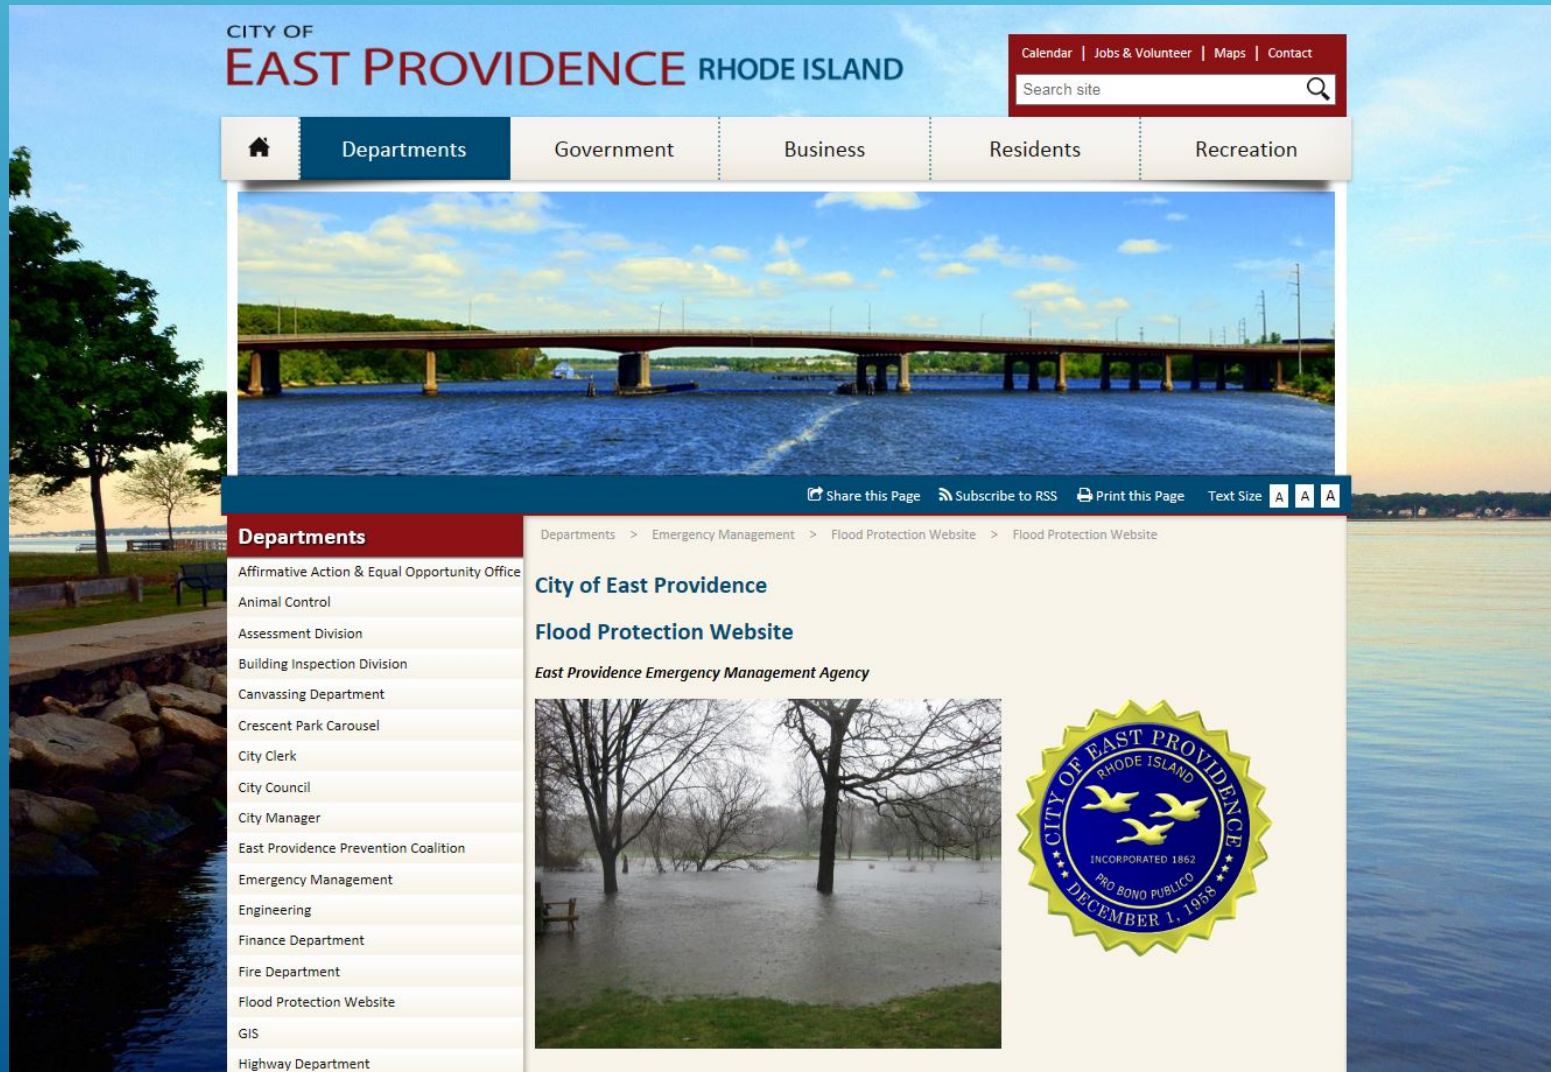 CITY OF
EAST PROVIDENCE RHODE ISLAND
Calendar | Jobs & Volunteer | Maps | Contact
Search site
Departments
Government
Business
Residents
Recreation
Share this Page
Subscribe to RSS
Print this Page
Text Size A A A
Departments
Affirmative Action & Equal Opportunity Office
Animal Control
Assessment Division
Building Inspection Division
Canvassing Department
Crescent Park Carousel
City Clerk
City Council
City Manager
East Providence Prevention Coalition
Emergency Management
Engineering
Finance Department
Fire Department
Flood Protection Website
GIS
Highway Department
Departments > Emergency Management > Flood Protection Website > Flood Protection Website
City of East Providence
Flood Protection Website
East Providence Emergency Management Agency
CITY OF EAST PROVIDENCE
RHODE ISLAND
INCORPORATED 1862
PRO BONO PUBLICO
DECEMBER 1, 1958